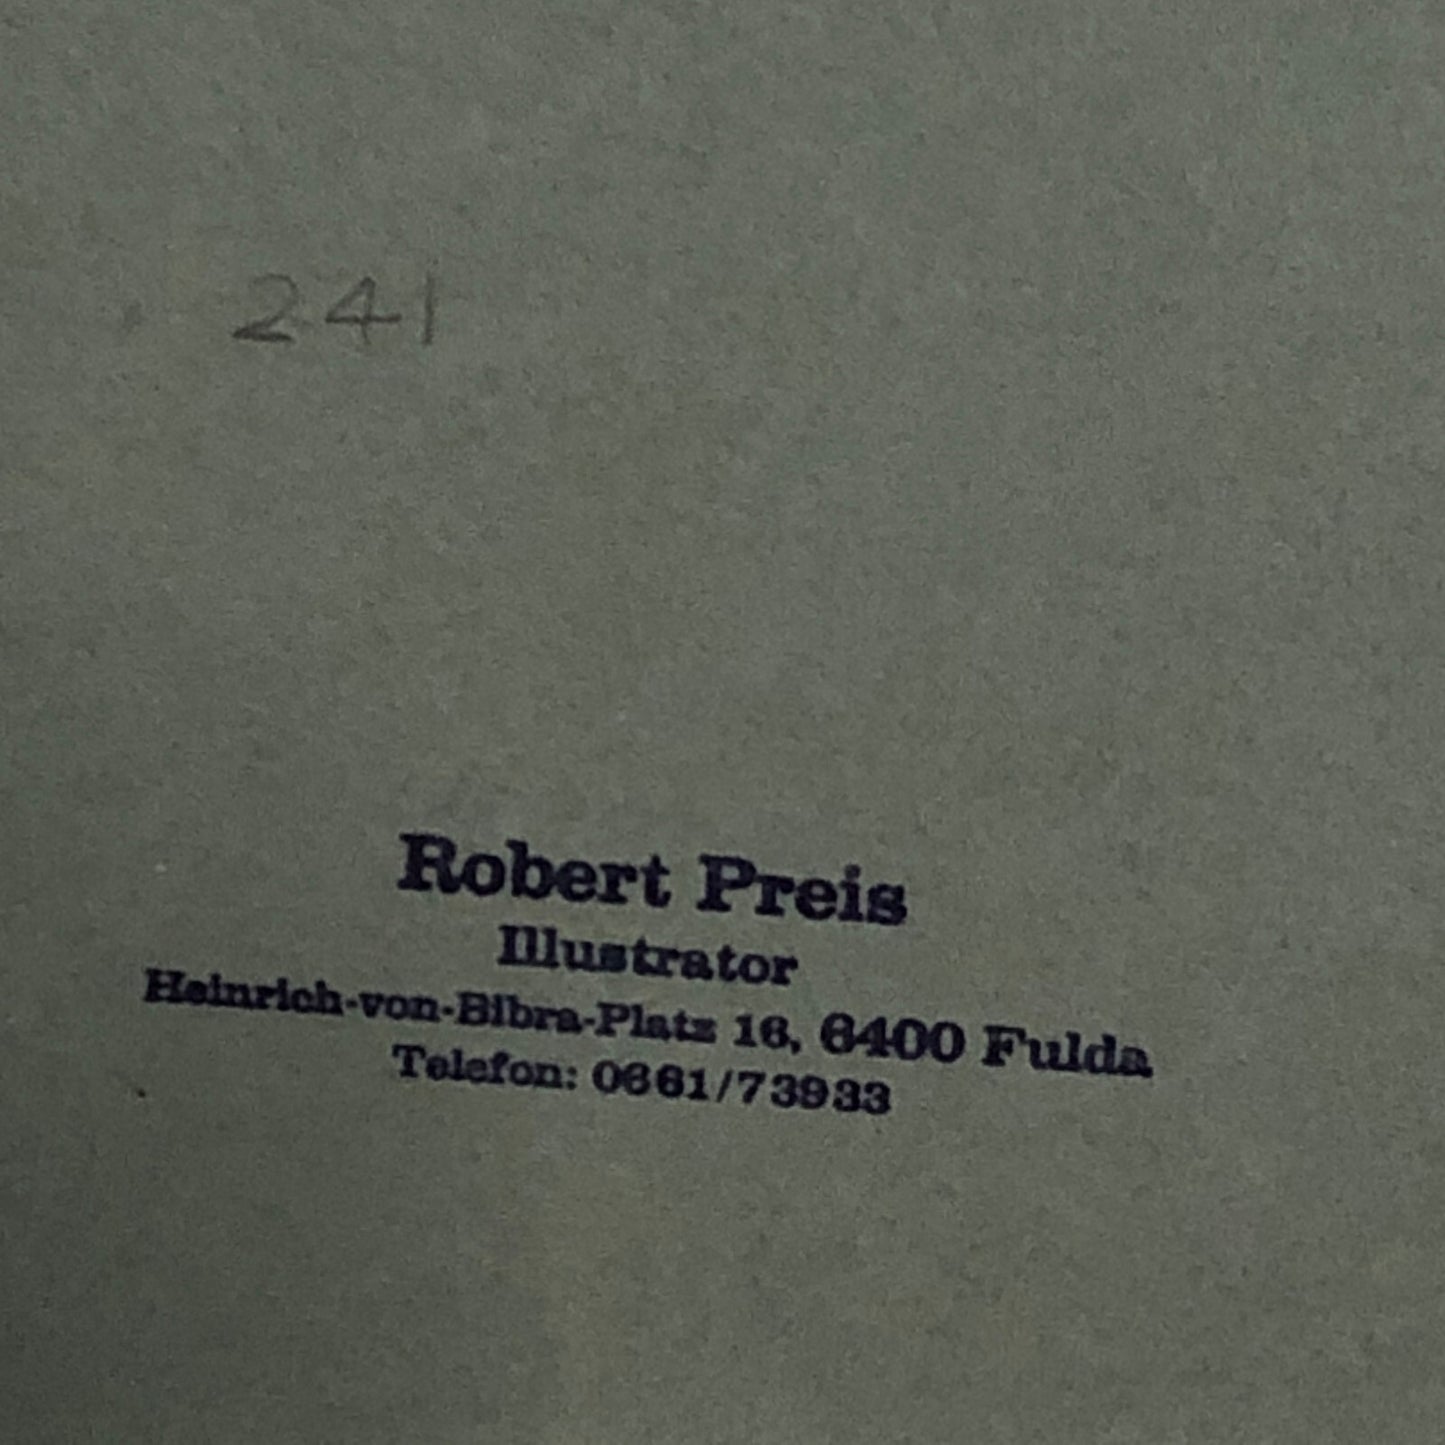 241
Robert Preis
Illustrator
Heinrich-von-Bibra-Platz 16, 6400 Fulda
Telefon: 0661/73933